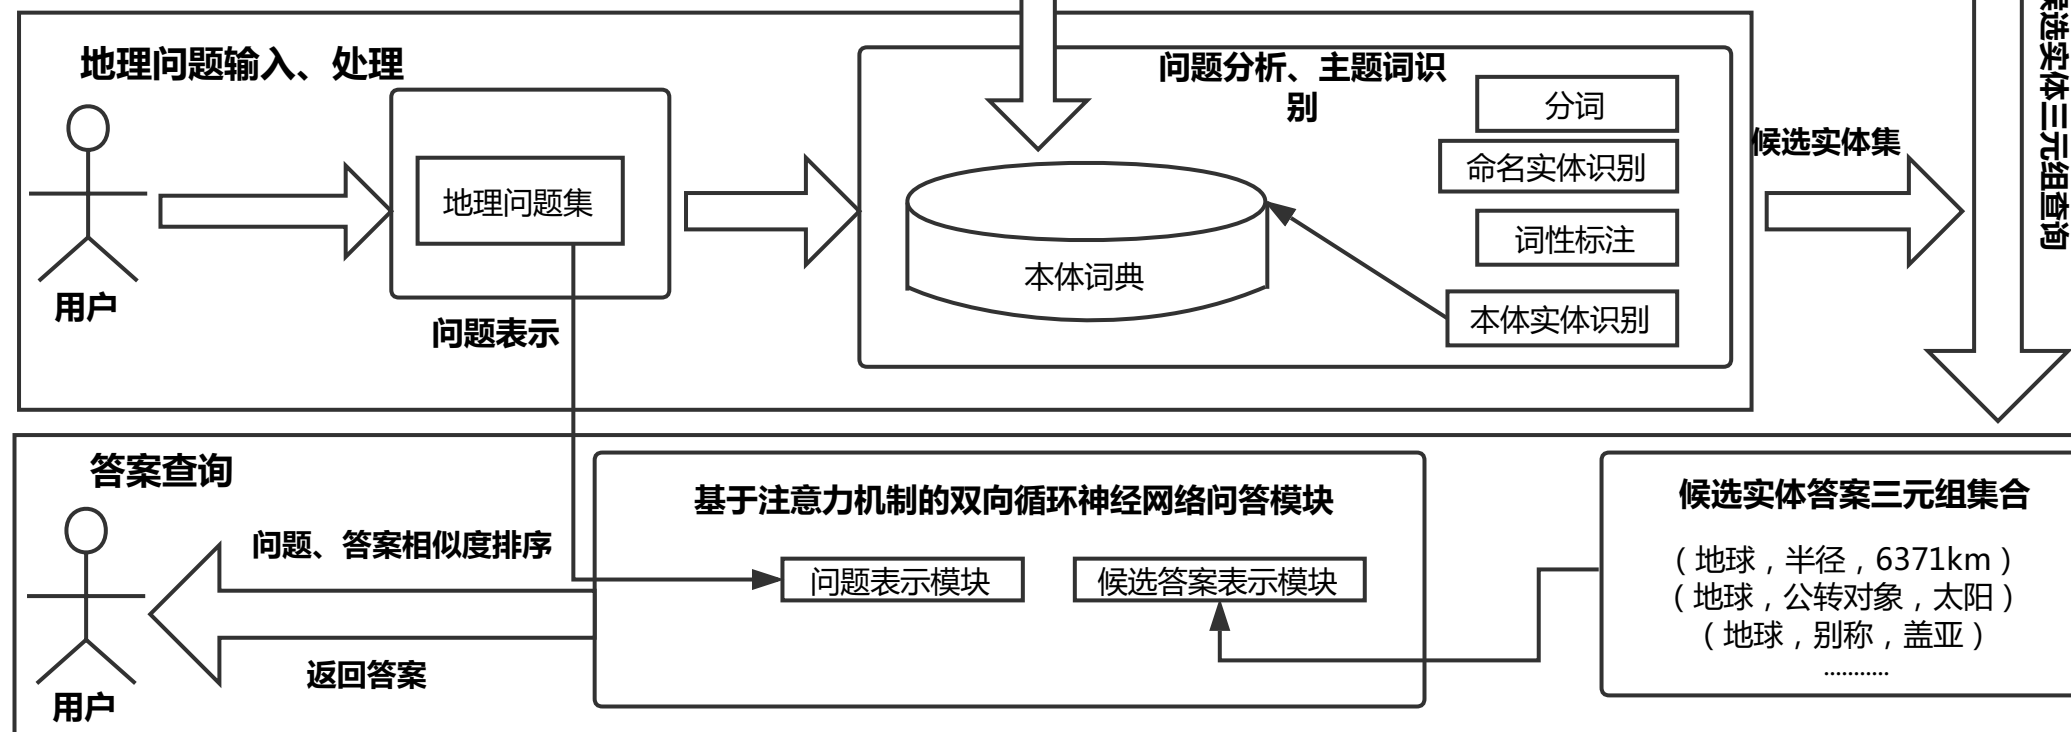 地理问题输入、处理
用户
地理问题集
问题表示
问题分析、主题词识
别
分词
命名实体识别
词性标注
本体实体识别
本体词典
候选实体集
选实体三元组查询
答案查询
用户
问题、答案相似度排序
返回答案
基于注意力机制的双向循环神经网络问答模块
问题表示模块
候选答案表示模块
候选实体答案三元组集合
（地球，半径，6371km）
（地球，公转对象，太阳）
（地球，别称，盖亚）
...........